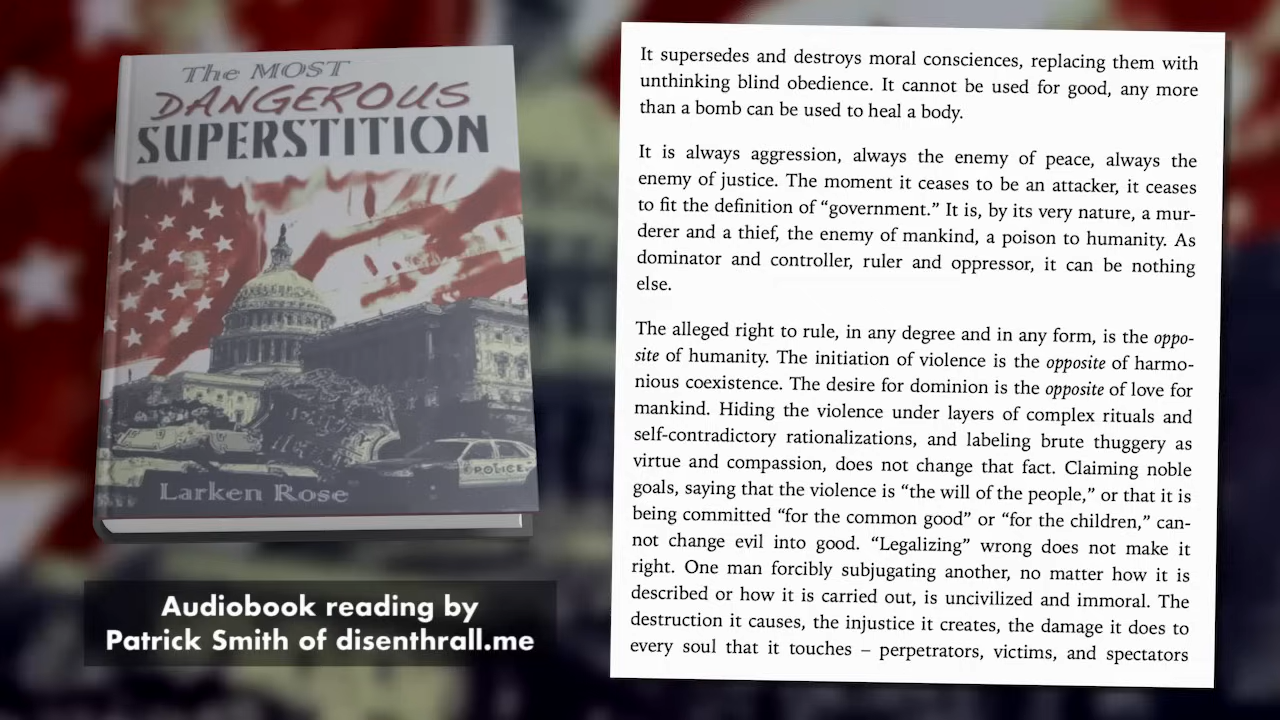 The MOST
DANGEROUS
SUPERSTITION
POLICE
Larken Rose
Audiobook reading by
Patrick Smith of disenthrall.me
It supersedes and destroys moral consciences, replacing them with
unthinking blind obedience. It cannot be used for good, any more
than a bomb can be used to heal a body.
It is always aggression, always the enemy of peace, always the
enemy of justice. The moment it ceases to be an attacker, it ceases
to fit the definition of “government.” It is, by its very nature, a mur-
derer and a thief, the enemy of mankind, a poison to humanity. As
dominator and controller, ruler and oppressor, it can be nothing
else.
The alleged right to rule, in any degree and in any form, is the oppo-
site of humanity. The initiation of violence is the opposite of harmo-
nious coexistence. The desire for dominion is the opposite of love for
mankind. Hiding the violence under layers of complex rituals and
self-contradictory rationalizations, and labeling brute thuggery as
virtue and compassion, does not change that fact. Claiming noble
goals, saying that the violence is “the will of the people,” or that it is
being committed “for the common good” or “for the children,” can-
not change evil into good. “Legalizing” wrong does not make it
right. One man forcibly subjugating another, no matter how it is
described or how it is carried out, is uncivilized and immoral. The
destruction it causes, the injustice it creates, the damage it does to
every soul that it touches – perpetrators, victims, and spectators